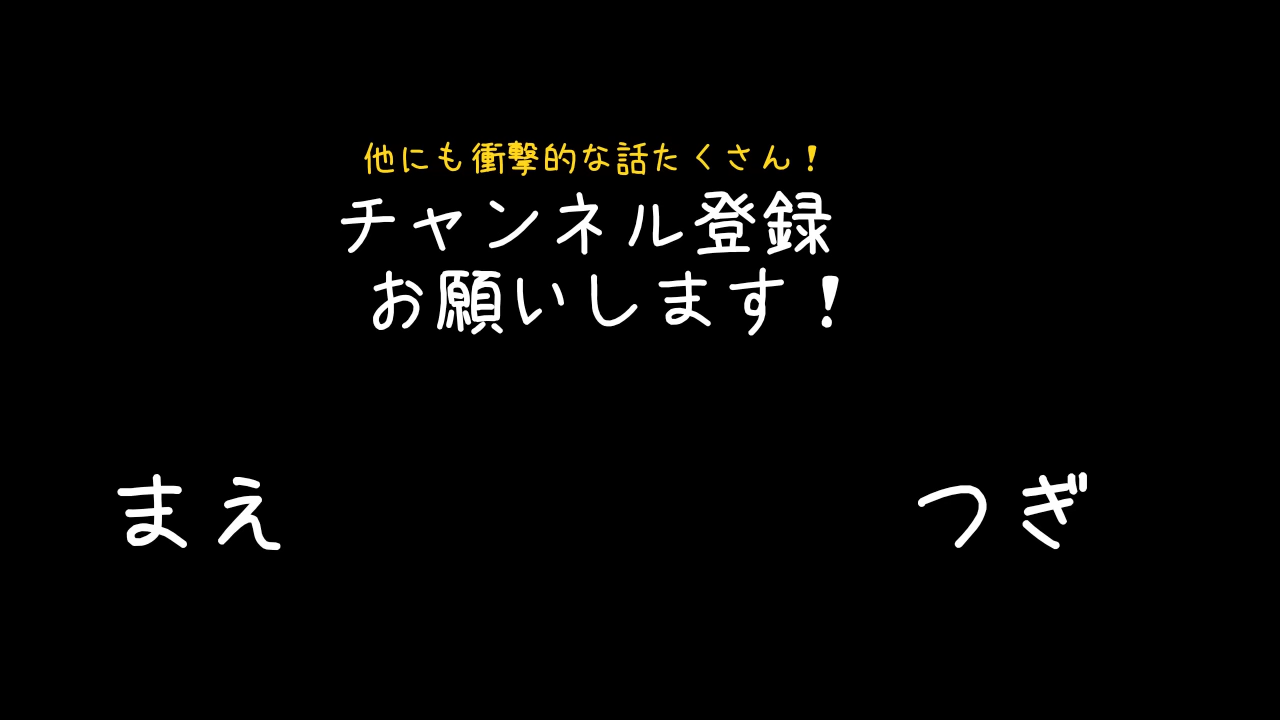 他にも衝撃的な話たくさん！
チャンネル登録
お願いします！
まえ
つぎ